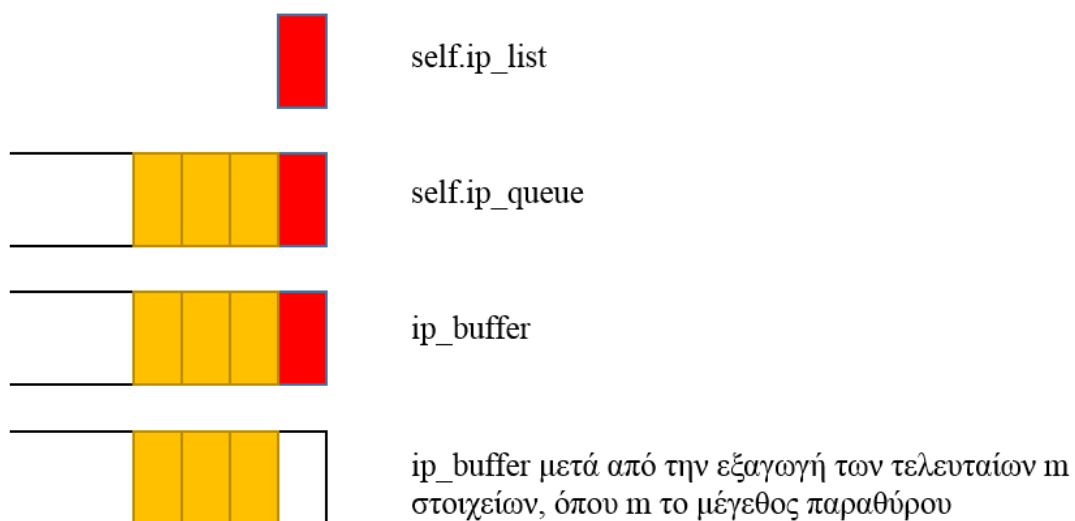 self.ip_list
self.ip_queue
ip_buffer
ip_buffer μετά από την εξαγωγή των τελευταίων m
στοιχείων, όπου m το μέγεθος παραθύρου